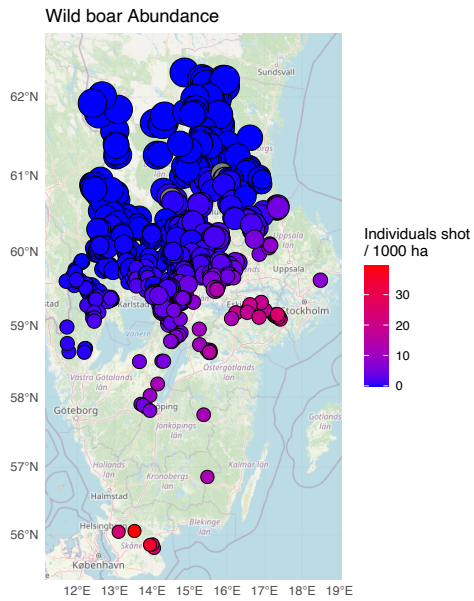 Wild boar Abundance
62°N
61°N
60°N
59°N
58°N
57°N
56°N
12°E 13°E 14°E 15°E 16°E 17°E 18°E 19°E
Sundsvall
Uppsala
län
Uppsala
Stockholm
Karlstad
Västra Götalands
län
Östergötlands
län
Göteborg
Jönköpings
län
Gotlands
län
Hallands
län
Kronobergs
län
Kalmar län
Halmstad
Blekinge
län
Helsingb
Skåne
København
Individuals shot
/ 1000 ha
30
20
10
0